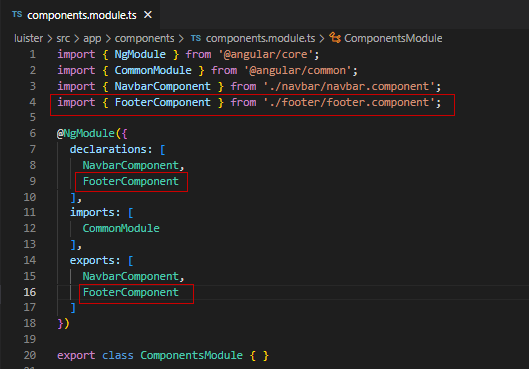 TS components.module.ts ×
luister > src > app > components > TS components.module.ts > ComponentsModule
1 import { NgModule } from '@angular/core';
2 import { CommonModule } from '@angular/common';
3 import { NavbarComponent } from './navbar/navbar.component';
4 import { FooterComponent } from './footer/footer.component';
5
6 @NgModule({
7 declarations: [
8 NavbarComponent,
9 FooterComponent
10 ],
11 imports: [
12 CommonModule
13 ],
14 exports: [
15 NavbarComponent,
16 FooterComponent
17 ]
18 })
19
20 export class ComponentsModule { }